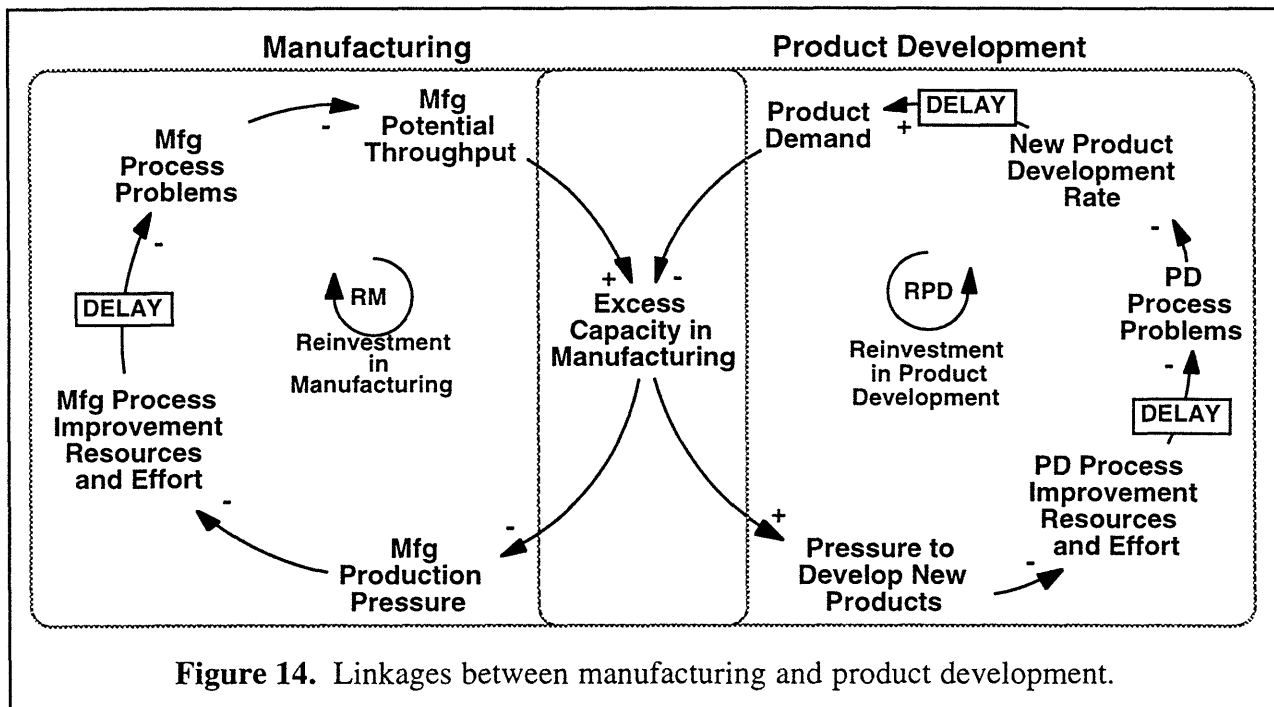 Manufacturing
Product Development
Mfg
Potential
Throughput
-
Mfg
Process
Problems
-
DELAY
Mfg Process
Improvement
Resources
and Effort
-
Mfg
Production
Pressure
-
RM
Reinvestment
in
Manufacturing
+
-
Excess
Capacity in
Manufacturing
Product
Demand
+
DELAY
New Product
Development
Rate
-
PD
Process
Problems
-
DELAY
PD Process
Improvement
Resources
and Effort
-
Pressure to
Develop New
Products
+
RPD
Reinvestment
in Product
Development
Figure 14. Linkages between manufacturing and product development.